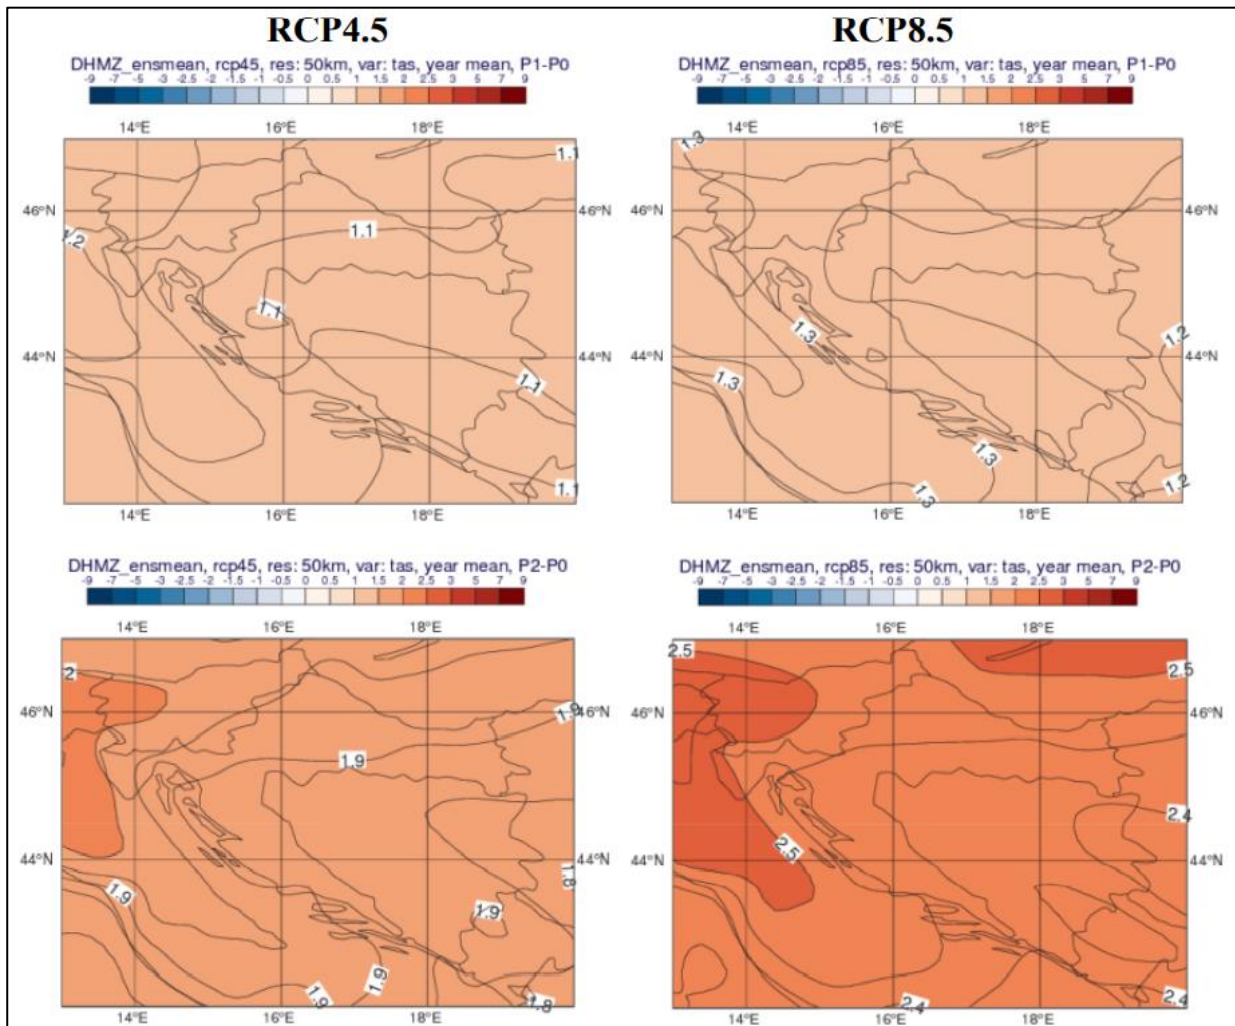 RCP4.5 RCP8.5
DHMZ_ensmean, rcp45, res: 50km, var: tas, year mean, P1-P0
-9 -7 -5 -3 -2.5 -2 -1.5 -1 -0.5 0 0.5 1 1.5 2 2.5 3 5 7 9
14°E 16°E 18°E
1.1
46°N
1.2
1.1
1.1
44°N
1.1
1.1
14°E 16°E 18°E
DHMZ_ensmean, rcp85, res: 50km, var: tas, year mean, P1-P0
-9 -7 -5 -3 -2.5 -2 -1.5 -1 -0.5 0 0.5 1 1.5 2 2.5 3 5 7 9
14°E 16°E 18°E
1.3
46°N 46°N
1.3
1.2
44°N 44°N
1.3
1.3
1.3
1.2
14°E 16°E 18°E
DHMZ_ensmean, rcp45, res: 50km, var: tas, year mean, P2-P0
-9 -7 -5 -3 -2.5 -2 -1.5 -1 -0.5 0 0.5 1 1.5 2 2.5 3 5 7 9
14°E 16°E 18°E
2
1.9
46°N
1.9
44°N
1.8
1.9
1.9
1.9
1.9
1.8
14°E 16°E 18°E
DHMZ_ensmean, rcp85, res: 50km, var: tas, year mean, P2-P0
-9 -7 -5 -3 -2.5 -2 -1.5 -1 -0.5 0 0.5 1 1.5 2 2.5 3 5 7 9
14°E 16°E 18°E
2.5
2.5
46°N 46°N
2.4
2.5
44°N 44°N
2.4
2.4
14°E 16°E 18°E